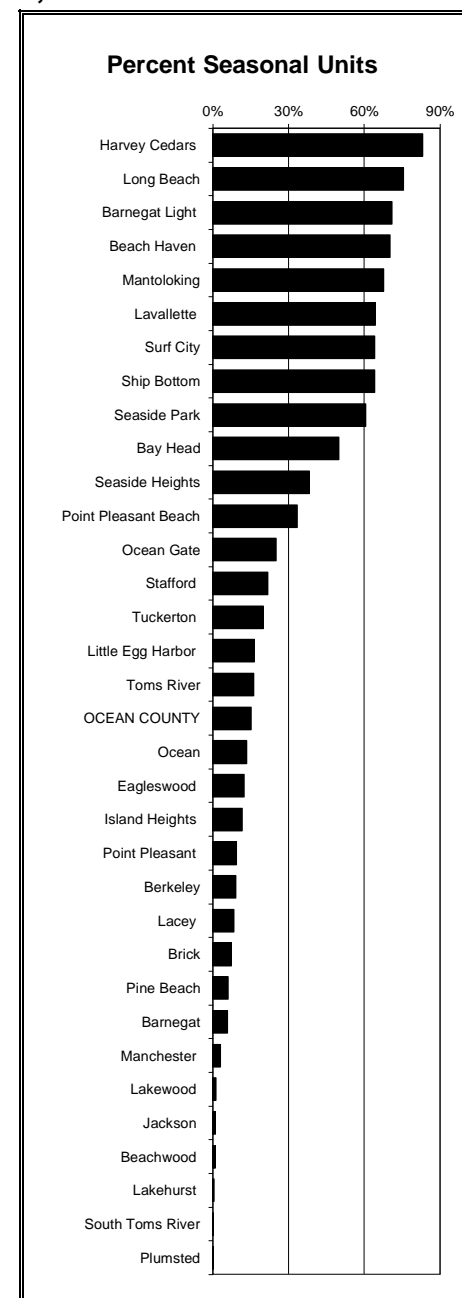 Percent Seasonal Units
0% 30% 60% 90%
Harvey Cedars
Long Beach
Barnegat Light
Beach Haven
Mantoloking
Lavallette
Surf City
Ship Bottom
Seaside Park
Bay Head
Seaside Heights
Point Pleasant Beach
Ocean Gate
Stafford
Tuckerton
Little Egg Harbor
Toms River
OCEAN COUNTY
Ocean
Eagleswood
Island Heights
Point Pleasant
Berkeley
Lacey
Brick
Pine Beach
Barnegat
Manchester
Lakewood
Jackson
Beachwood
Lakehurst
South Toms River
Plumsted